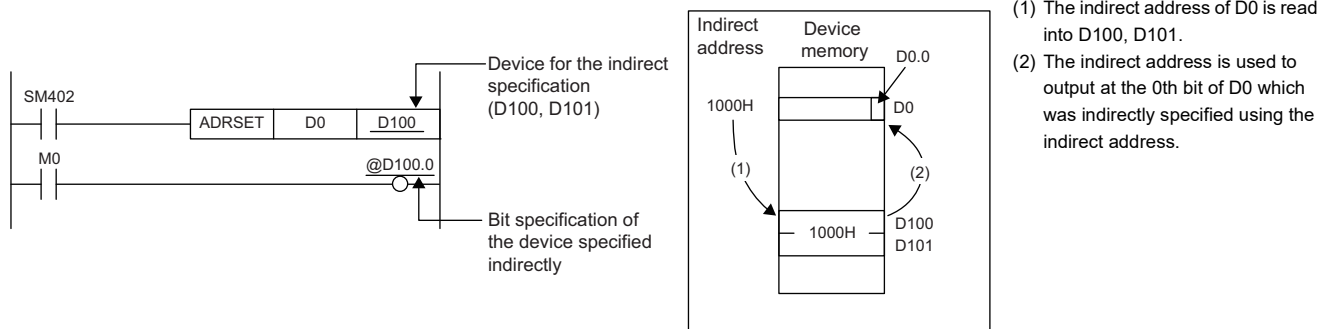 SM402
ADRSET D0 D100
Device for the indirect
specification
(D100, D101)
M0
@D100.0
Bit specification of
the device specified
indirectly
Indirect
address
Device
memory
D0.0
1000H
D0
(1)
(2)
1000H
D100
D101
(1) The indirect address of D0 is read
into D100, D101.
(2) The indirect address is used to
output at the 0th bit of D0 which
was indirectly specified using the
indirect address.